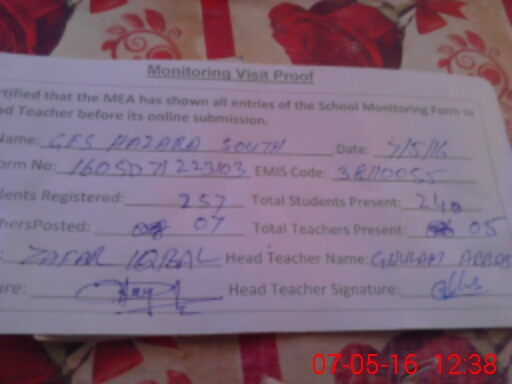 Monitoring Visit Proof
rtified that the MEA has shown all entries of the School Monitoring Form to
ad Teacher before its online submission.
Name: GES HAZARA SOUTH Date: 7/5/16
orm No: EMIS Code: 38110055
dents Registered: 257 Total Students Present: 240
hersPosted: 07 Total Teachers Present: 05
: ZAFAR IQBAL Head Teacher Name: GHULAM ABBAS
ure: Head Teacher Signature:
07-05-16 12:38